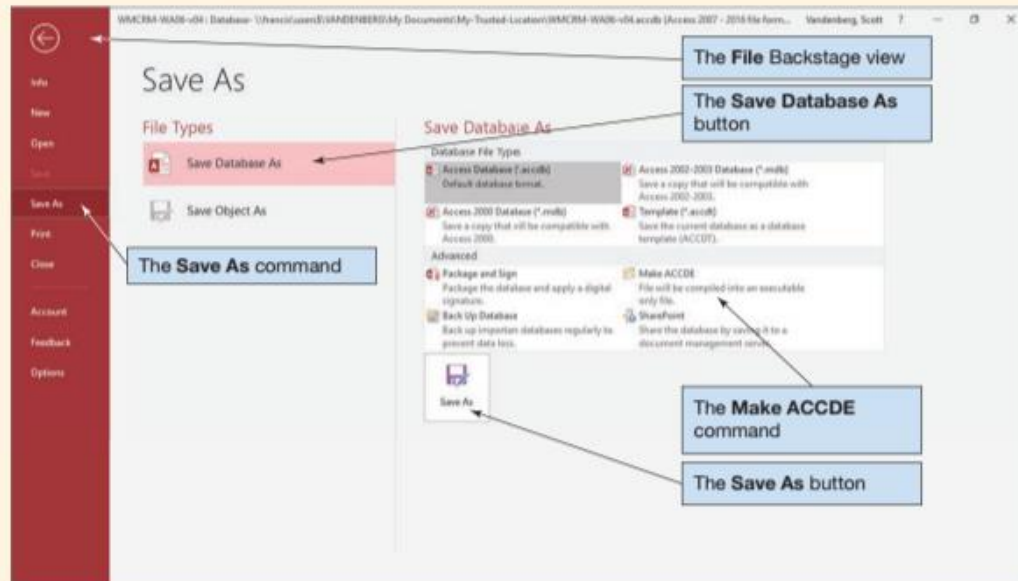 WMCRM-WA06-v04 : Database- \\francis\users$\VANDENBERG\My Documents\My-Trusted-Location\WMCRM-WA06-v04.accdb (Access 2007 - 2016 file form... Vandenberg, Scott ?
Info
New
Open
Save
Save As
Print
Close
Account
Feedback
Options
Save As
File Types
Save Database As
Save Object As
Save Database As
Database File Types
Access Database (*.accdb)
Default database format.
Access 2002-2003 Database (*.mdb)
Save a copy that will be compatible with
Access 2002-2003.
Access 2000 Database (*.mdb)
Save a copy that will be compatible with
Access 2000.
Template (*.accdt)
Save the current database as a database
template (ACCDT).
Advanced
Package and Sign
Package the database and apply a digital
signature.
Make ACCDE
File will be compiled into an executable
only file.
Back Up Database
Back up important databases regularly to
prevent data loss.
SharePoint
Share the database by saving it to a
document management server.
Save As
The File Backstage view
The Save Database As
button
The Save As command
The Make ACCDE
command
The Save As button